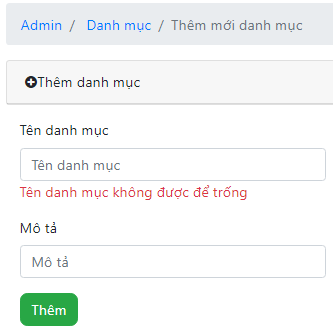 Admin / Danh mục / Thêm mới danh mục
Thêm danh mục
Tên danh mục
Tên danh mục
Tên danh mục không được để trống
Mô tả
Mô tả
Thêm